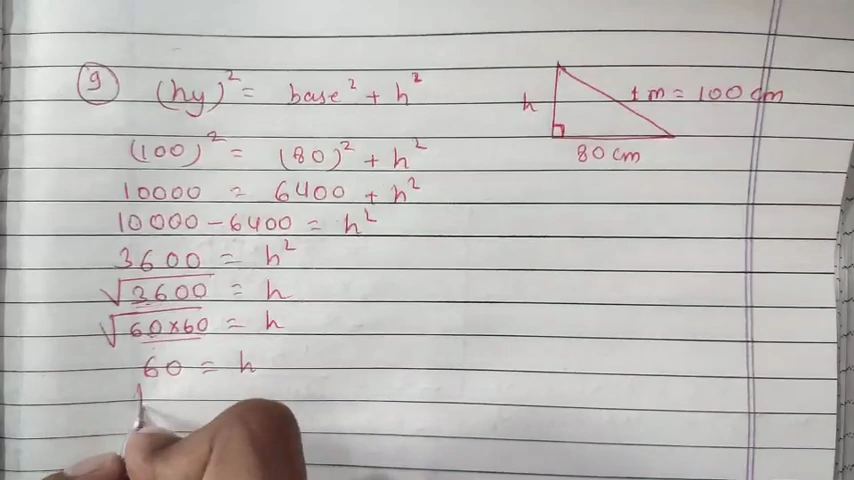 9 (hy)² = base² + h²
h 1 m = 100 cm
(100)² = (80)² + h²
80 cm
10000 = 6400 + h²
10000 - 6400 = h²
3600 = h²
√3600 = h
√60×60 = h
60 = h